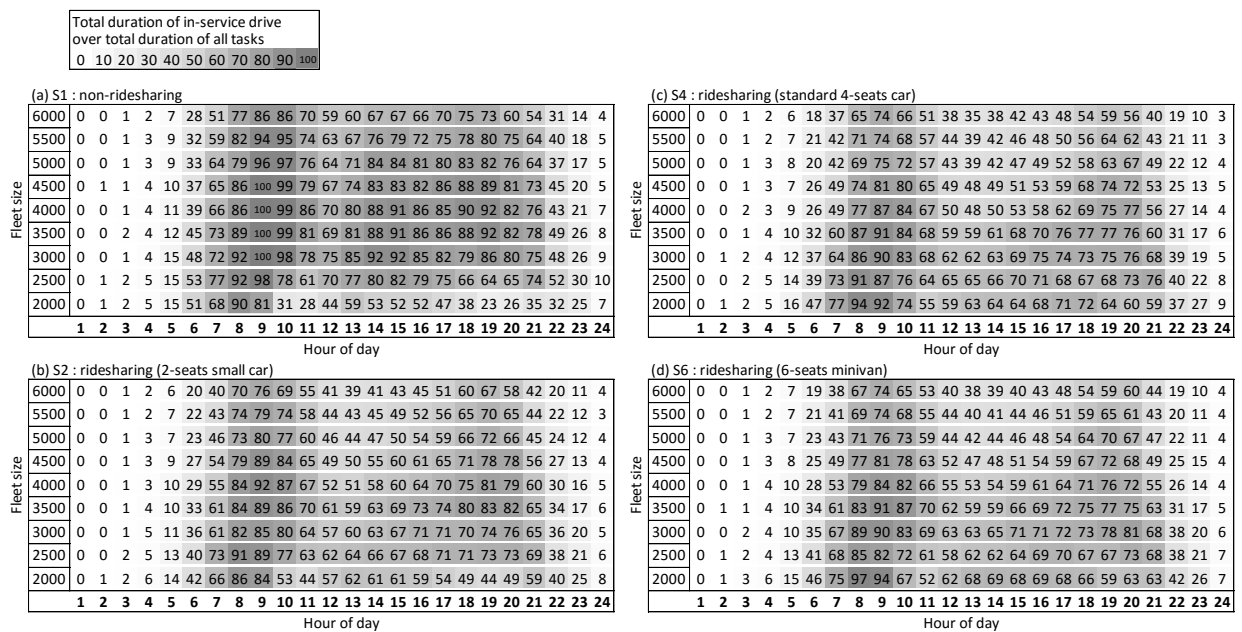 Total duration of in-service drive
over total duration of all tasks
0 10 20 30 40 50 60 70 80 90 100
(a) S1 : non-ridesharing
Fleet size
6000 0 0 1 2 7 28 51 77 86 86 70 59 60 67 67 66 70 75 73 60 54 31 14 4
5500 0 0 1 3 9 32 59 82 94 95 74 63 67 76 79 72 75 78 80 75 64 40 18 5
5000 0 0 1 3 9 33 64 79 96 97 76 64 71 84 84 81 80 83 82 76 64 37 17 5
4500 0 1 1 4 10 37 65 86 100 99 79 67 74 83 83 82 86 88 89 81 73 45 20 5
4000 0 0 1 4 11 39 66 86 100 99 86 70 80 88 91 86 85 90 92 82 76 43 21 7
3500 0 0 2 4 12 45 73 89 100 99 81 69 81 88 91 86 86 88 92 82 78 49 26 8
3000 0 0 1 4 15 48 72 92 100 98 78 75 85 92 92 85 82 79 86 80 75 48 26 9
2500 0 1 2 5 15 53 77 92 98 78 61 70 77 80 82 79 75 66 64 65 74 52 30 10
2000 0 1 2 5 15 51 68 90 81 31 28 44 59 53 52 52 47 38 23 26 35 32 25 7
1 2 3 4 5 6 7 8 9 10 11 12 13 14 15 16 17 18 19 20 21 22 23 24
Hour of day
(b) S2 : ridesharing (2-seats small car)
Fleet size
6000 0 0 1 2 6 20 40 70 76 69 55 41 39 41 43 45 51 60 67 58 42 20 11 4
5500 0 0 1 2 7 22 43 74 79 74 58 44 43 45 49 52 56 65 70 65 44 22 12 3
5000 0 0 1 3 7 23 46 73 80 77 60 46 44 47 50 54 59 66 72 66 45 24 12 4
4500 0 0 1 3 9 27 54 79 89 84 65 49 50 55 60 61 65 71 78 78 56 27 13 4
4000 0 0 1 3 10 29 55 84 92 87 67 52 51 58 60 64 70 75 81 79 60 30 16 5
3500 0 0 1 4 10 33 61 84 89 86 70 61 59 63 69 73 74 80 83 82 65 34 17 6
3000 0 0 1 5 11 36 61 82 85 80 64 57 60 63 67 71 71 70 74 76 65 36 20 5
2500 0 0 2 5 13 40 73 91 89 77 63 62 64 66 67 68 71 71 73 73 69 38 21 6
2000 0 1 2 6 14 42 66 86 84 53 44 57 62 61 61 59 54 49 44 49 59 40 25 8
1 2 3 4 5 6 7 8 9 10 11 12 13 14 15 16 17 18 19 20 21 22 23 24
Hour of day
(c) S4 : ridesharing (standard 4-seats car)
Fleet size
6000 0 0 1 2 6 18 37 65 74 66 51 38 35 38 42 43 48 54 59 56 40 19 10 3
5500 0 0 1 2 7 21 42 71 74 68 57 44 39 42 46 50 56 64 62 43 21 11 3
5000 0 0 1 3 8 20 42 69 75 72 57 43 39 42 47 49 52 58 63 67 49 22 12 4
4500 0 0 1 3 7 26 49 74 81 80 65 49 48 49 51 53 59 68 74 72 53 25 13 5
4000 0 0 2 3 9 26 49 77 87 84 67 50 48 50 53 58 62 69 75 77 56 27 14 4
3500 0 0 1 4 10 32 60 87 91 84 68 59 59 61 68 70 76 77 77 76 60 31 17 6
3000 0 1 2 4 12 37 64 86 90 83 68 62 62 63 69 75 74 73 75 76 68 39 19 5
2500 0 0 2 5 14 39 73 91 87 76 64 65 65 66 70 71 68 67 68 73 76 40 22 8
2000 0 1 2 5 16 47 77 94 92 74 55 59 63 64 64 68 71 72 64 60 59 37 27 9
1 2 3 4 5 6 7 8 9 10 11 12 13 14 15 16 17 18 19 20 21 22 23 24
Hour of day
(d) S6 : ridesharing (6-seats minivan)
Fleet size
6000 0 0 1 2 7 19 38 67 74 65 53 40 38 39 40 43 48 54 59 60 44 19 10 4
5500 0 0 1 2 7 21 41 69 74 68 55 44 40 41 44 46 51 59 65 61 43 20 11 4
5000 0 0 1 3 7 23 43 71 76 73 59 44 42 44 46 48 54 64 70 67 47 22 11 4
4500 0 0 1 3 8 25 49 77 81 78 63 52 47 48 51 54 59 67 72 68 49 25 15 4
4000 0 0 1 4 10 28 53 79 84 82 66 55 53 54 59 61 64 71 76 72 55 26 14 4
3500 0 1 1 4 10 34 61 83 91 87 70 62 59 59 66 69 72 75 77 75 63 31 17 5
3000 0 0 2 4 10 35 67 89 90 83 69 63 63 65 71 71 72 73 78 81 68 38 20 6
2500 0 1 2 4 13 41 68 85 82 72 61 58 62 62 64 69 70 67 67 73 68 38 21 7
2000 0 1 3 6 15 46 75 97 94 67 52 62 68 69 68 69 68 66 59 63 63 42 26 7
1 2 3 4 5 6 7 8 9 10 11 12 13 14 15 16 17 18 19 20 21 22 23 24
Hour of day